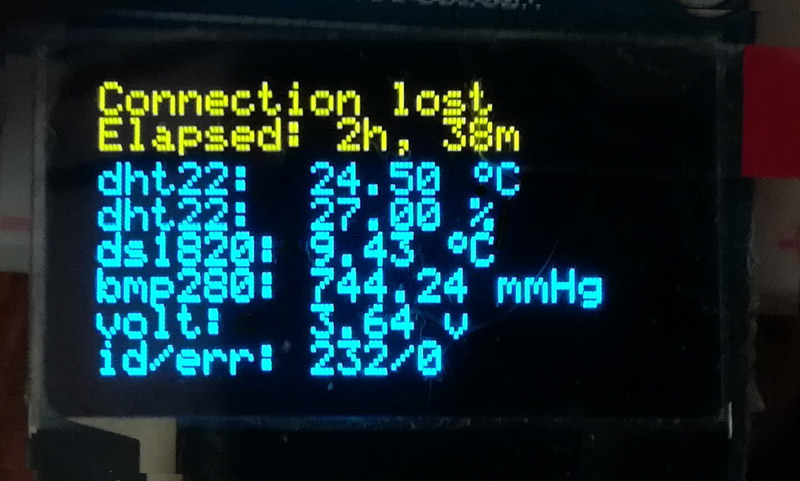 Connection lost
Elapsed: 2h, 38m
dht22: 24.50 °C
dht22: 27.00 %
ds1820: 9.43 °C
bmp280: 744.24 mmHg
volt: 3.64 v
id/err: 232/0